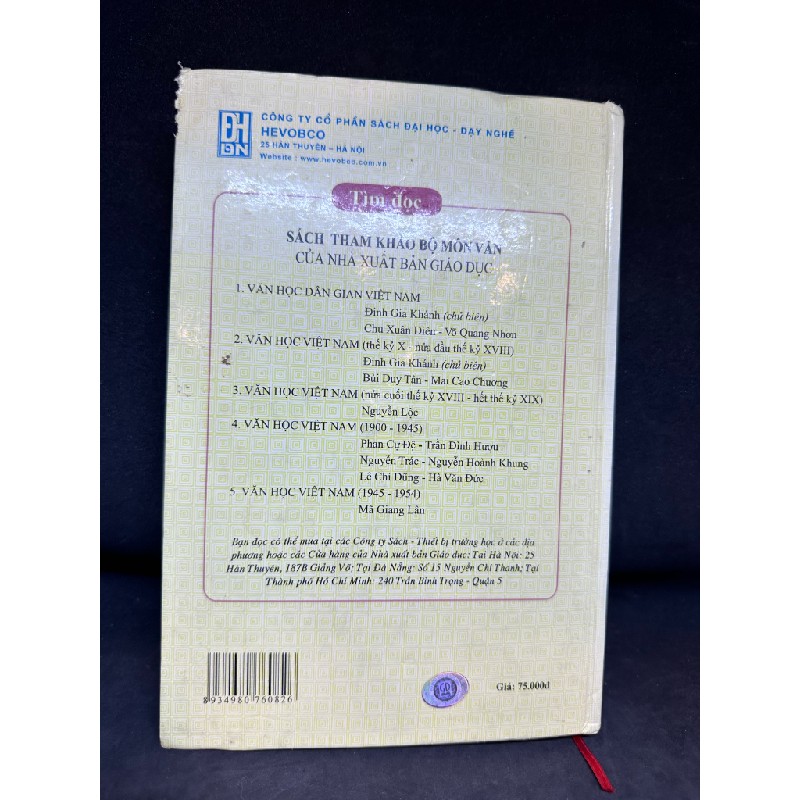 ĐH
DN
CÔNG TY CỔ PHẦN SÁCH ĐẠI HỌC - DẠY NGHỀ
HEVOBCO
25 HÀN THUYÊN – HÀ NỘI
Website : www.hevobco.com.vn
Tìm đọc
SÁCH THAM KHẢO BỘ MÔN VĂN
CỦA NHÀ XUẤT BẢN GIÁO DỤC
1. VĂN HỌC DÂN GIAN VIỆT NAM
Đinh Gia Khánh (chủ biên)
Chu Xuân Diên - Võ Quang Nhơn
2. VĂN HỌC VIỆT NAM (thế kỷ X - nửa đầu thế kỷ XVIII)
Đinh Gia Khánh (chủ biên)
Bùi Duy Tân - Mai Cao Chương
3. VĂN HỌC VIỆT NAM (nửa cuối thế kỷ XVIII - hết thế kỷ XIX)
Nguyễn Lộc
4. VĂN HỌC VIỆT NAM (1900 - 1945)
Phan Cự Đệ - Trần Đình Hượu
Nguyễn Trác - Nguyễn Hoành Khung
Lê Chí Dũng - Hà Văn Đức
5. VĂN HỌC VIỆT NAM (1945 - 1954)
Mã Giang Lân
Bạn đọc có thể mua tại các Công ty Sách - Thiết bị trường học ở các địa
phương hoặc các Cửa hàng của Nhà xuất bản Giáo dục: Tại Hà Nội: 25
Hàn Thuyên, 187B Giảng Võ; Tại Đà Nẵng: Số 15 Nguyễn Chí Thanh; Tại
Thành phố Hồ Chí Minh: 240 Trần Bình Trọng - Quận 5
8934980760826
Giá: 75.000đ